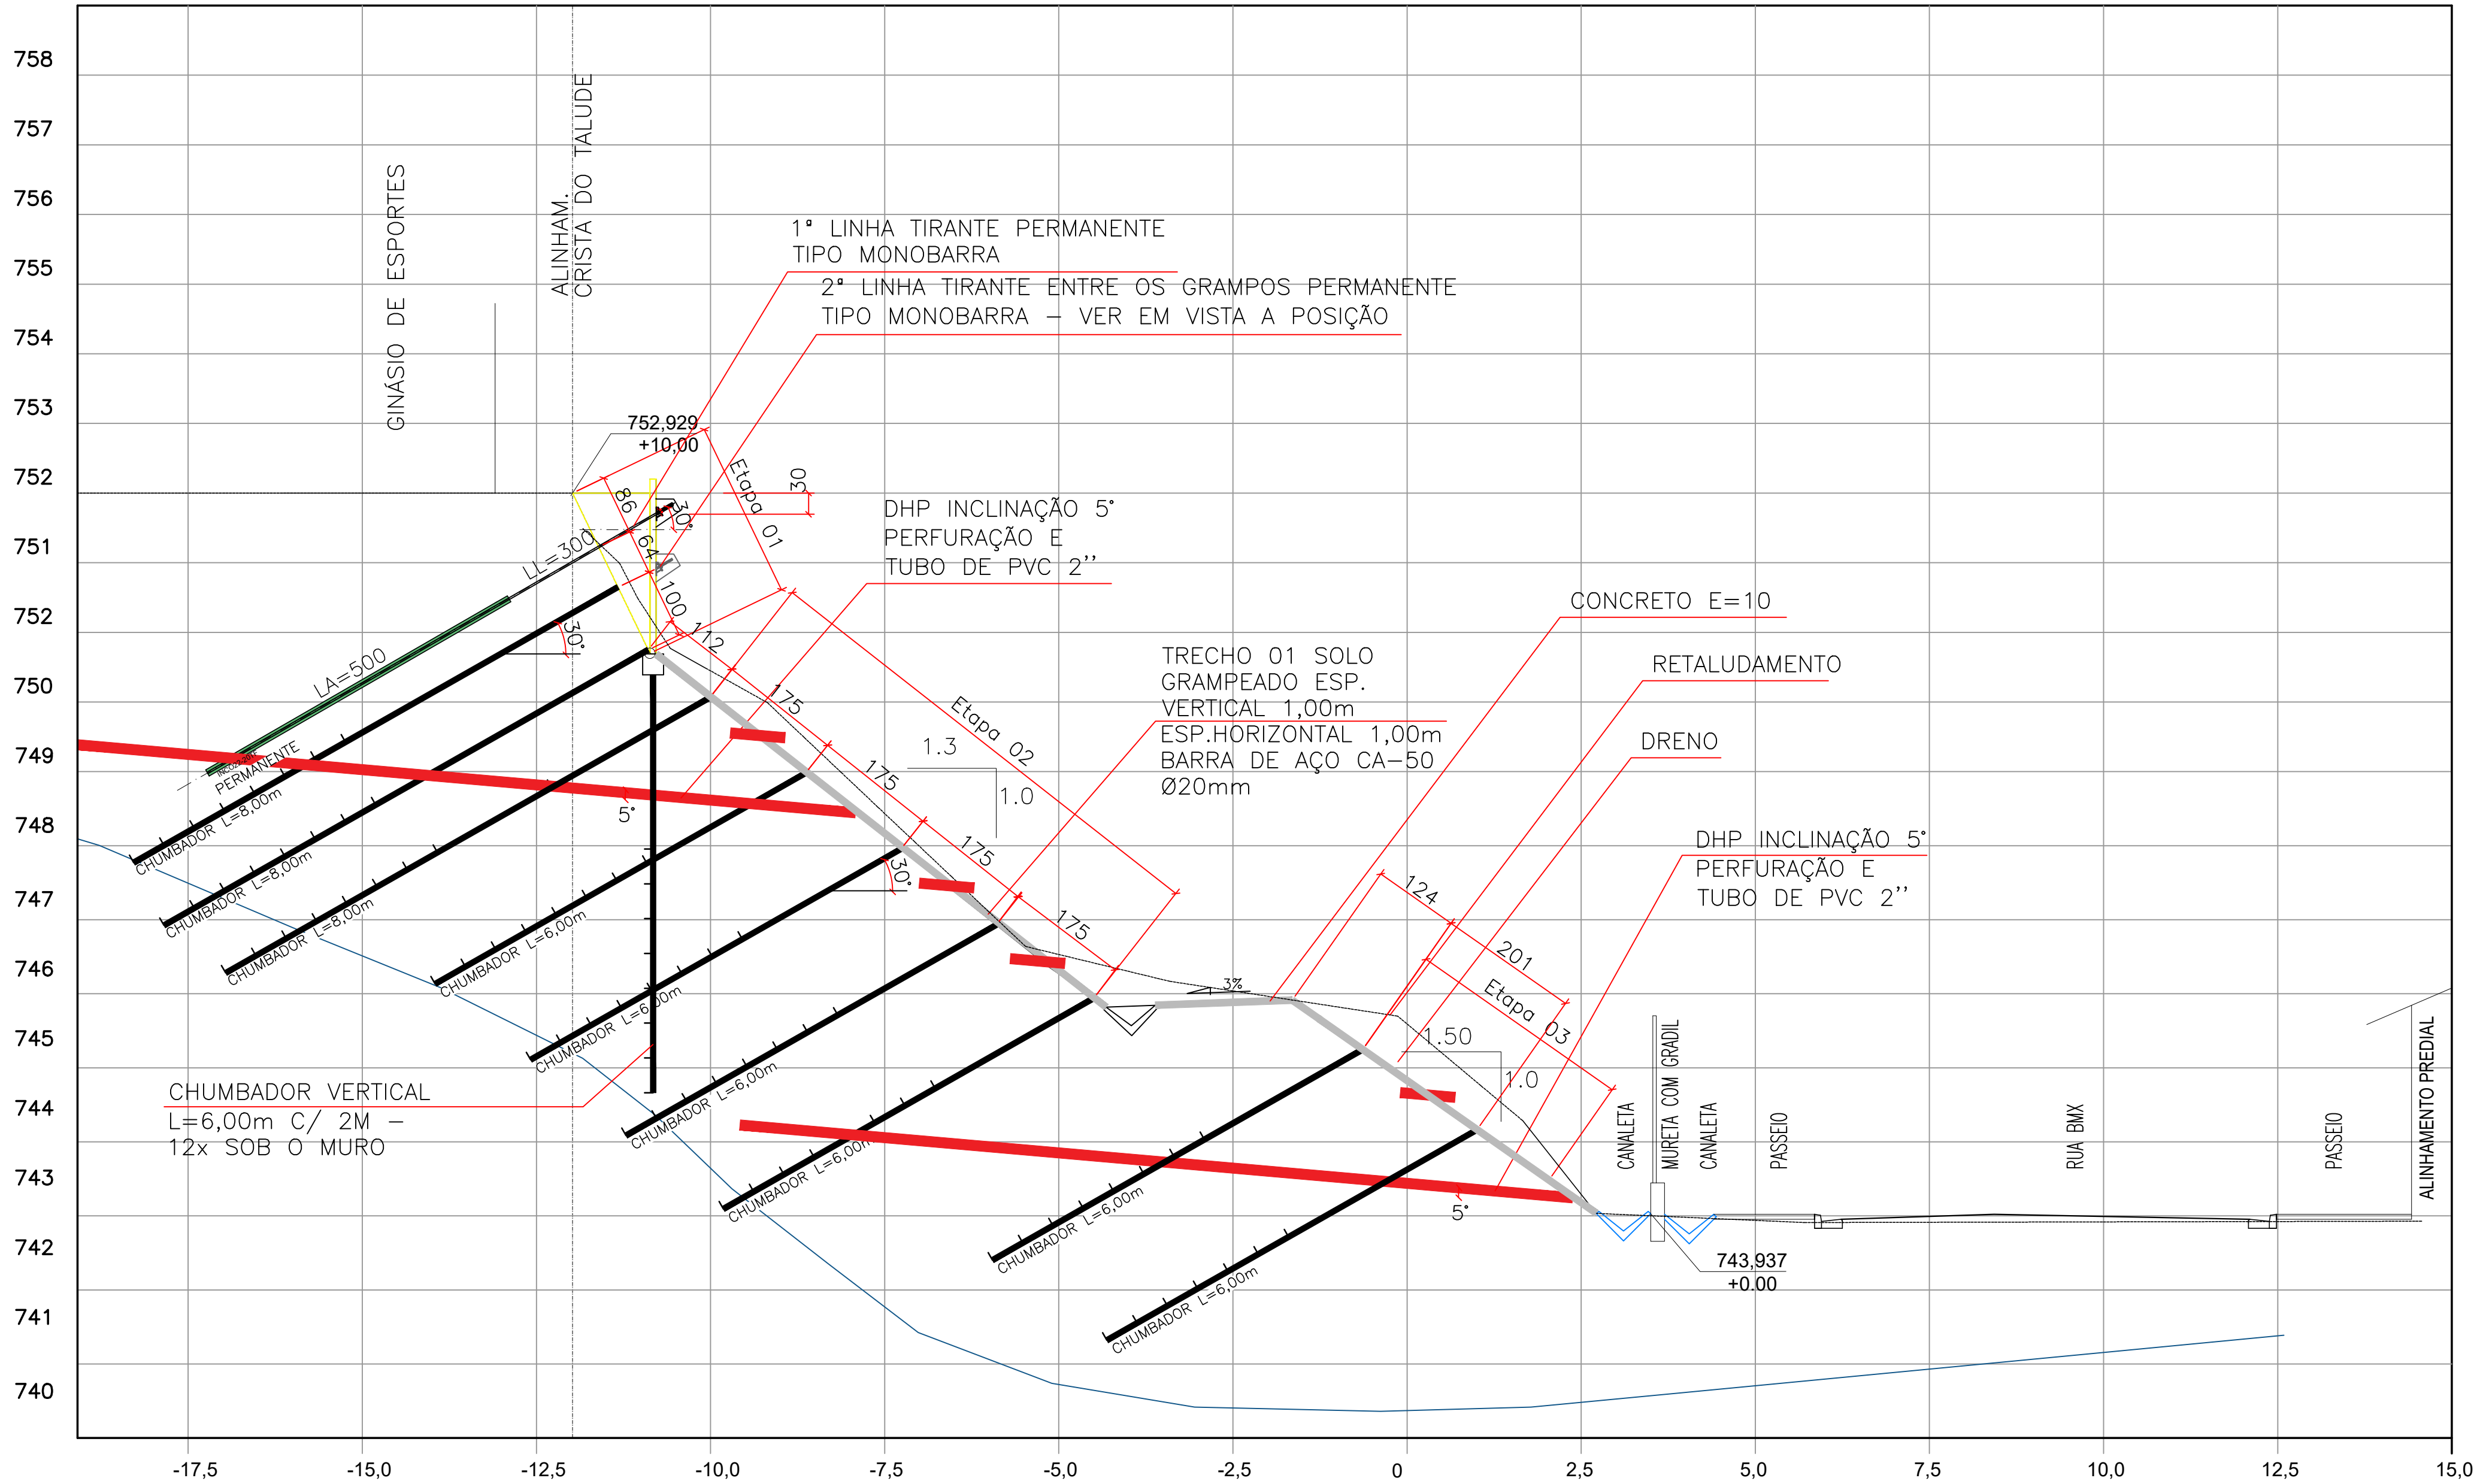 758
757
756
755
754
753
752
751
752
750
749
748
747
746
745
744
743
742
741
740
GINÁSIO DE ESPORTES
ALINHAM.
CRISTA DO TALUDE
1ª LINHA TIRANTE PERMANENTE
TIPO MONOBARRA
2ª LINHA TIRANTE ENTRE OS GRAMPOS PERMANENTE
TIPO MONOBARRA – VER EM VISTA A POSIÇÃO
752,929
+10,00
Etapa 01
30
86
30°
64
100
LL=300
LA=500
30°
112
DHP INCLINAÇÃO 5°
PERFURAÇÃO E
TUBO DE PVC 2''
175
175
175
175
Etapa 02
1.3
1.0
TRECHO 01 SOLO
GRAMPEADO ESP.
VERTICAL 1,00m
ESP.HORIZONTAL 1,00m
BARRA DE AÇO CA–50
Ø20mm
CONCRETO E=10
RETALUDAMENTO
DRENO
DHP INCLINAÇÃO 5°
PERFURAÇÃO E
TUBO DE PVC 2''
PERMANENTE
5°
30°
CHUMBADOR L=8,00m
CHUMBADOR L=8,00m
CHUMBADOR L=8,00m
CHUMBADOR L=6,00m
CHUMBADOR L=6,00m
CHUMBADOR L=6,00m
CHUMBADOR L=6,00m
CHUMBADOR L=6,00m
CHUMBADOR L=6,00m
3%
124
201
Etapa 03
1.50
1.0
5°
CHUMBADOR VERTICAL
L=6,00m C/ 2M –
12x SOB O MURO
CANALETA
MURETA COM GRADIL
CANALETA
PASSEIO
RUA BMX
PASSEIO
ALINHAMENTO PREDIAL
743,937
+0.00
-17,5
-15,0
-12,5
-10,0
-7,5
-5,0
-2,5
0
2,5
5,0
7,5
10,0
12,5
15,0